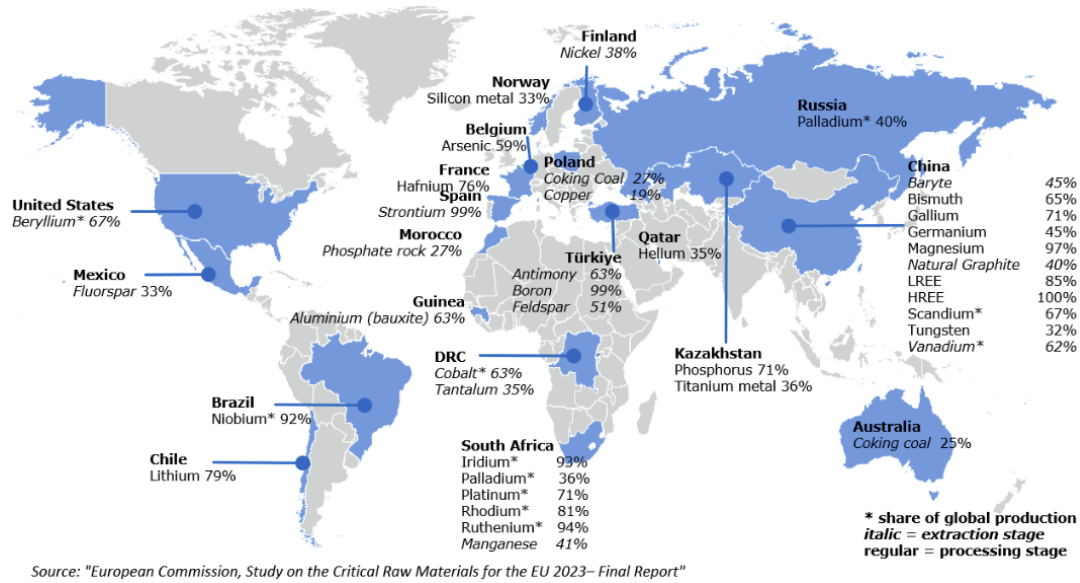 Finland
Nickel 38%
Norway
Silicon metal 33%
Russia
Palladium* 40%
Belgium
Arsenic 59%
Poland
Coking Coal 27%
Copper 19%
France
Hafnium 76%
Spain
Strontium 99%
China
Baryte 45%
Bismuth 65%
Gallium 71%
Germanium 45%
Magnesium 97%
Natural Graphite 40%
LREE 85%
HREE 100%
Scandium* 67%
Tungsten 32%
Vanadium* 62%
United States
Beryllium* 67%
Morocco
Phosphate rock 27%
Qatar
Helium 35%
Türkiye
Antimony 63%
Boron 99%
Feldspar 51%
Mexico
Fluorspar 33%
Guinea
Aluminium (bauxite) 63%
DRC
Cobalt* 63%
Tantalum 35%
Kazakhstan
Phosphorus 71%
Titanium metal 36%
Brazil
Niobium* 92%
Australia
Coking coal 25%
Chile
Lithium 79%
South Africa
Iridium* 93%
Palladium* 36%
Platinum* 71%
Rhodium* 81%
Ruthenium* 94%
Manganese 41%
* share of global production
italic = extraction stage
regular = processing stage
Source: "European Commission, Study on the Critical Raw Materials for the EU 2023– Final Report"